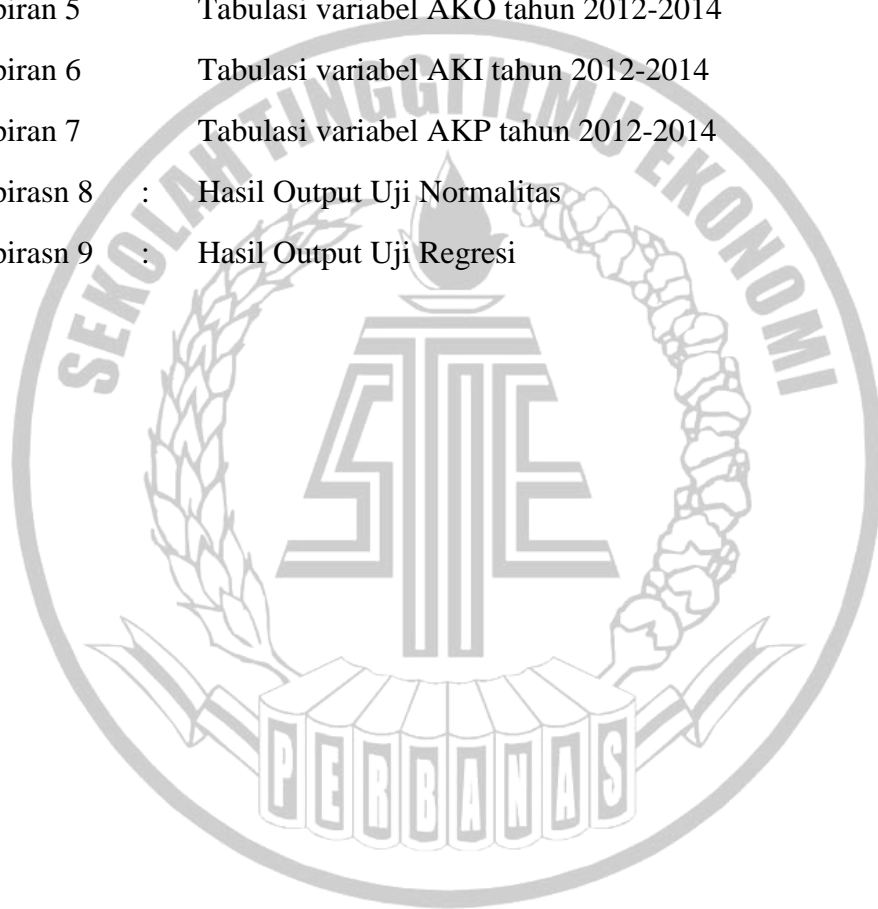 piran 5 Tabulasi variabel AKO tahun 2012-2014
piran 6 Tabulasi variabel AKI tahun 2012-2014
piran 7 Tabulasi variabel AKP tahun 2012-2014
pirasn 8 : Hasil Output Uji Normalitas
pirasn 9 : Hasil Output Uji Regresi
SEKOLAH TINGGI ILMU EKONOMI
STIE
PERBANAS